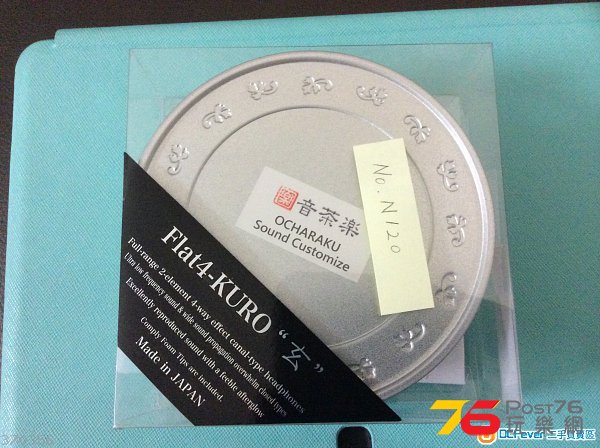 No. N120
音茶楽
OCHARAKU
Sound Customize
Flat4-KURO “玄”
Full-range 2-element 4-way effect canal-type headphones
Ultra low frequency sound & wide sound propagation overwhelm closed types
Excellently reproduced sound with a feeble afterglow
Comply Foam Tips are included.
Made in JAPAN
76 Post76
玩樂網
DCFever